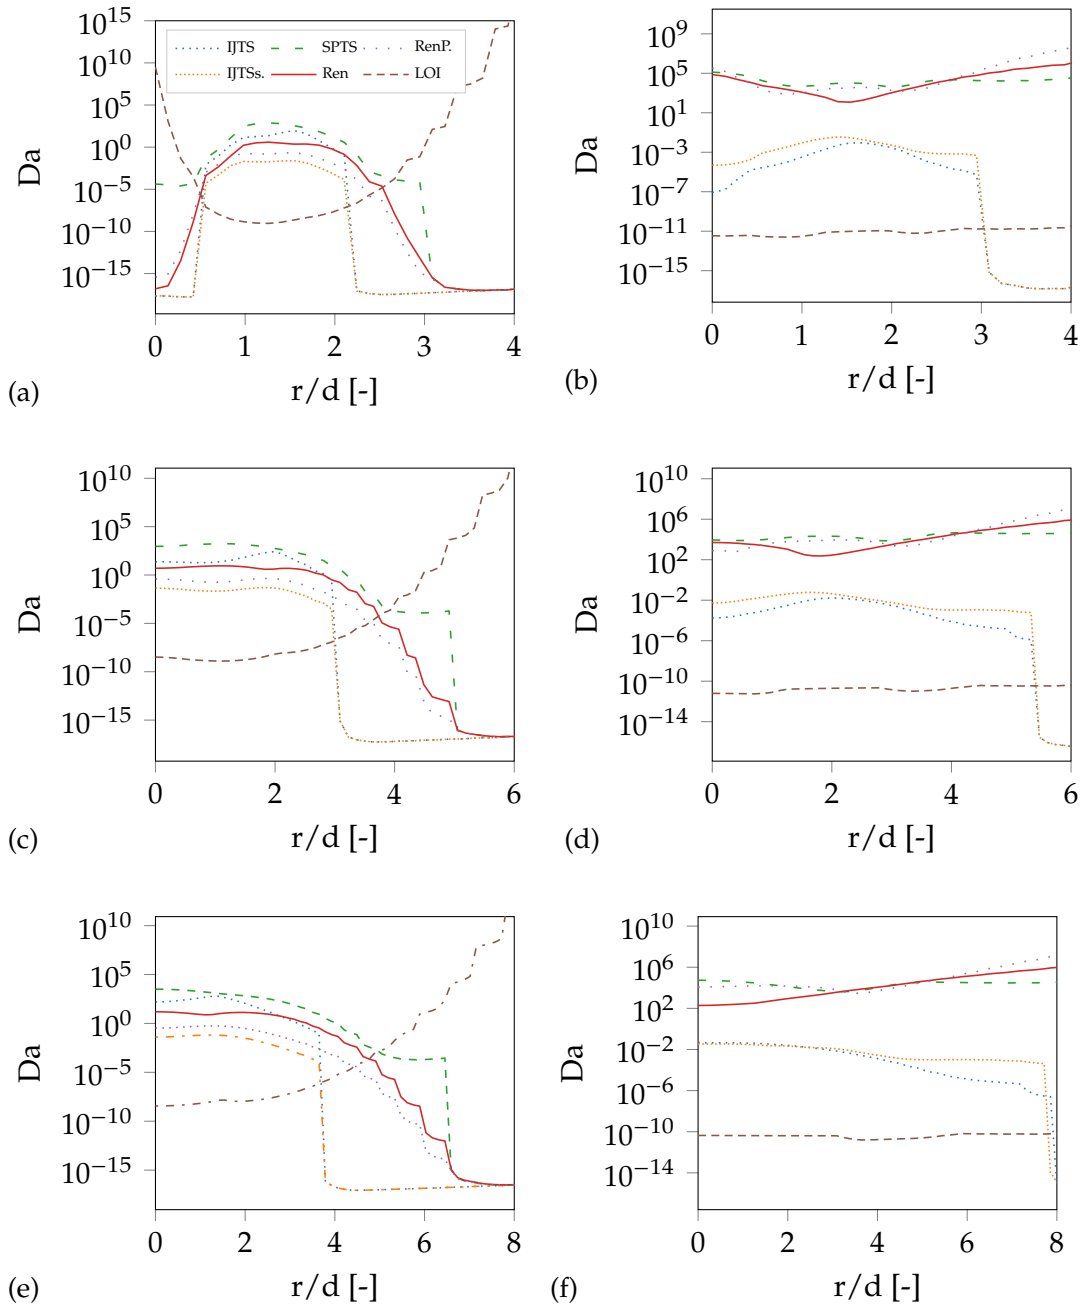 10^15
10^10
10^5
10^0
10^−5
10^−10
10^−15
Da
IJTS SPTS RenP.
IJTSs. Ren LOI
0 1 2 3 4
r/d [-]
(a)
10^9
10^5
10^1
10^−3
10^−7
10^−11
10^−15
Da
0 1 2 3 4
r/d [-]
(b)
10^10
10^5
10^0
10^−5
10^−10
10^−15
Da
0 2 4 6
r/d [-]
(c)
10^10
10^6
10^2
10^−2
10^−6
10^−10
10^−14
Da
0 2 4 6
r/d [-]
(d)
10^10
10^5
10^0
10^−5
10^−10
10^−15
Da
0 2 4 6 8
r/d [-]
(e)
10^10
10^6
10^2
10^−2
10^−6
10^−10
10^−14
Da
0 2 4 6 8
r/d [-]
(f)